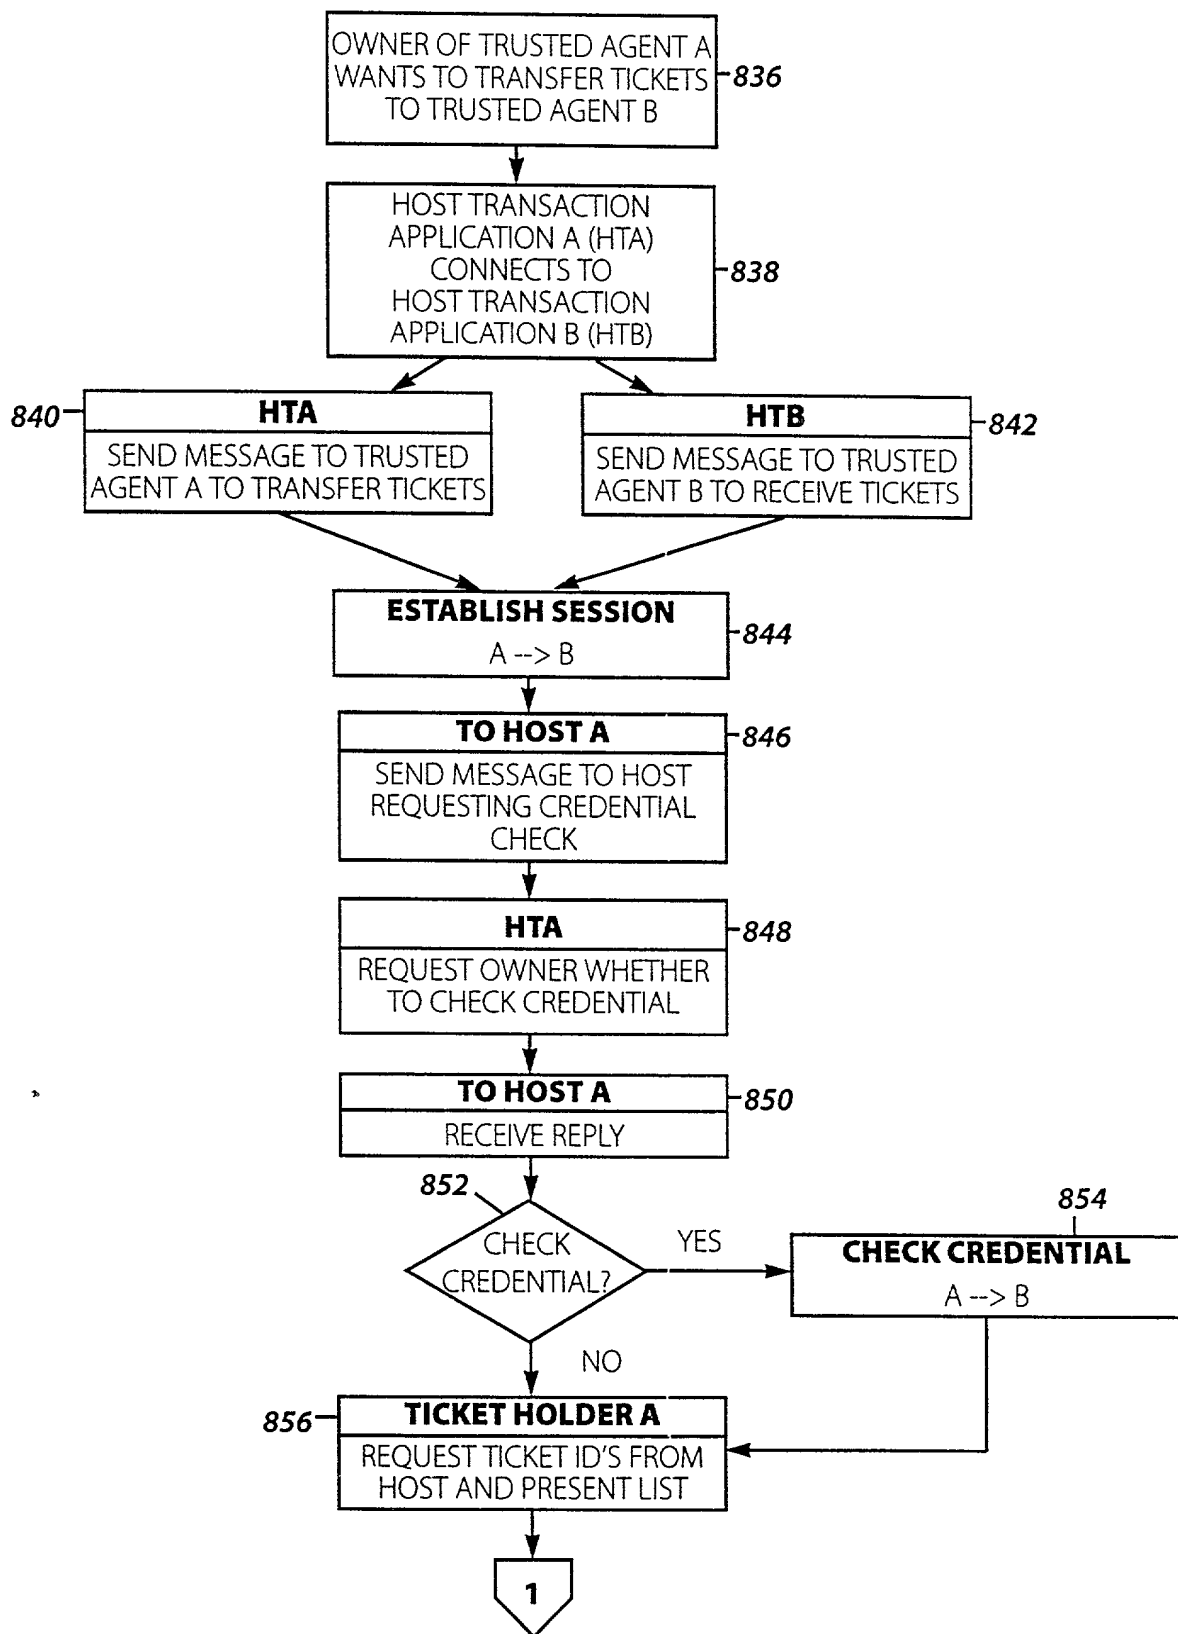 OWNER OF TRUSTED AGENT A
WANTS TO TRANSFER TICKETS
TO TRUSTED AGENT B
836
HOST TRANSACTION
APPLICATION A (HTA)
CONNECTS TO
HOST TRANSACTION
APPLICATION B (HTB)
838
840
HTA
SEND MESSAGE TO TRUSTED
AGENT A TO TRANSFER TICKETS
HTB
842
SEND MESSAGE TO TRUSTED
AGENT B TO RECEIVE TICKETS
ESTABLISH SESSION
A --> B
844
TO HOST A
846
SEND MESSAGE TO HOST
REQUESTING CREDENTIAL
CHECK
HTA
848
REQUEST OWNER WHETHER
TO CHECK CREDENTIAL
TO HOST A
850
RECEIVE REPLY
852
CHECK
CREDENTIAL?
YES
854
CHECK CREDENTIAL
A --> B
NO
856
TICKET HOLDER A
REQUEST TICKET ID'S FROM
HOST AND PRESENT LIST
1